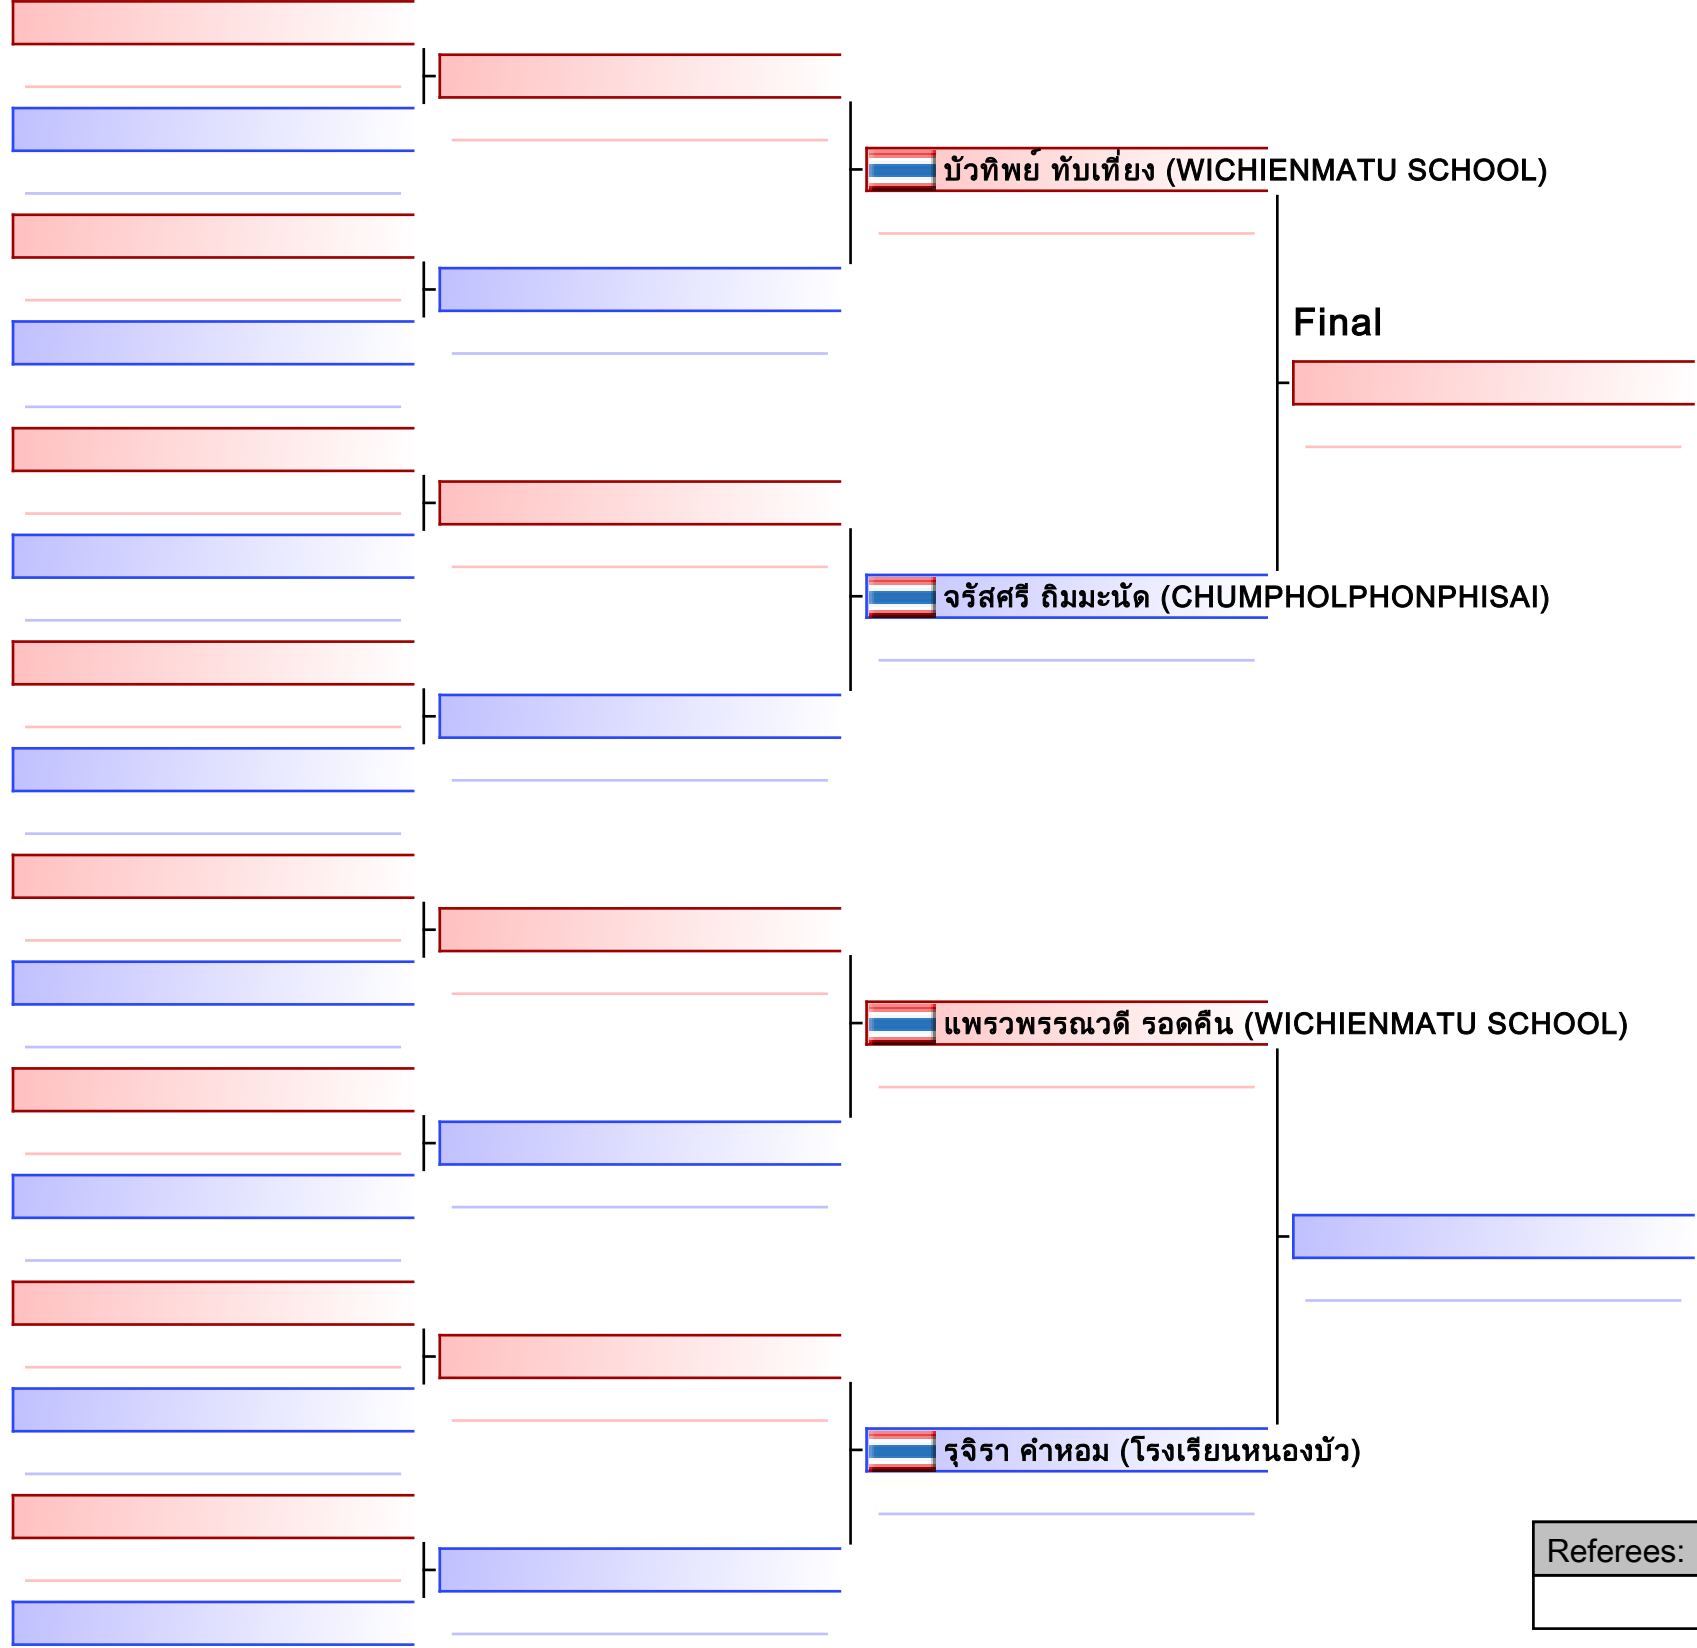 บัวทิพย์ ทับเที่ยง (WICHIENMATU SCHOOL)
Final
จรัสศรี ถิมมะนัด (CHUMPHOLPHONPHISAI)
แพรวพรรณวดี รอดคืน (WICHIENMATU SCHOOL)
รุจิรา คำหอม (โรงเรียนหนองบัว)
Referees: